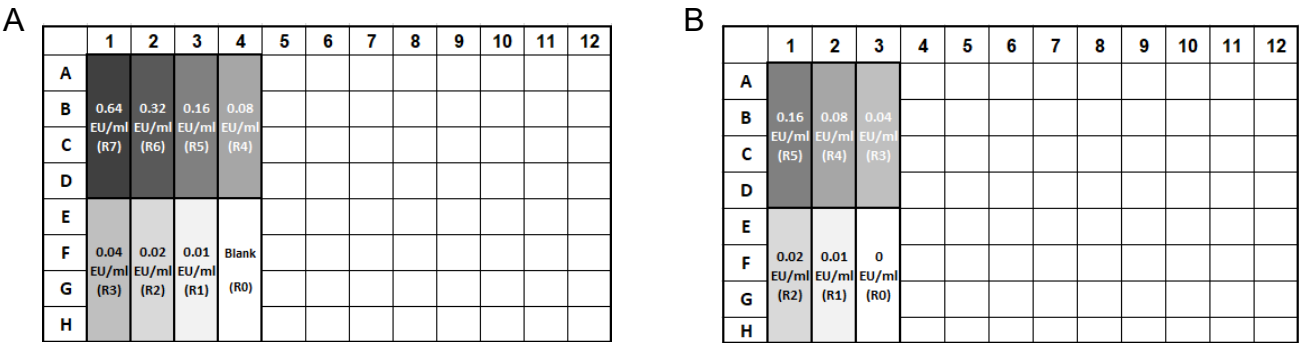 A
1 2 3 4 5 6 7 8 9 10 11 12
A
B 0.64 0.32 0.16 0.08
EU/ml EU/ml EU/ml EU/ml
C (R7) (R6) (R5) (R4)
D
E
F 0.04 0.02 0.01 Blank
EU/ml EU/ml EU/ml
G (R3) (R2) (R1) (R0)
H
B
1 2 3 4 5 6 7 8 9 10 11 12
A
B 0.16 0.08 0.04
EU/ml EU/ml EU/ml
C (R5) (R4) (R3)
D
E
F 0.02 0.01 0
EU/ml EU/ml EU/ml
G (R2) (R1) (R0)
H